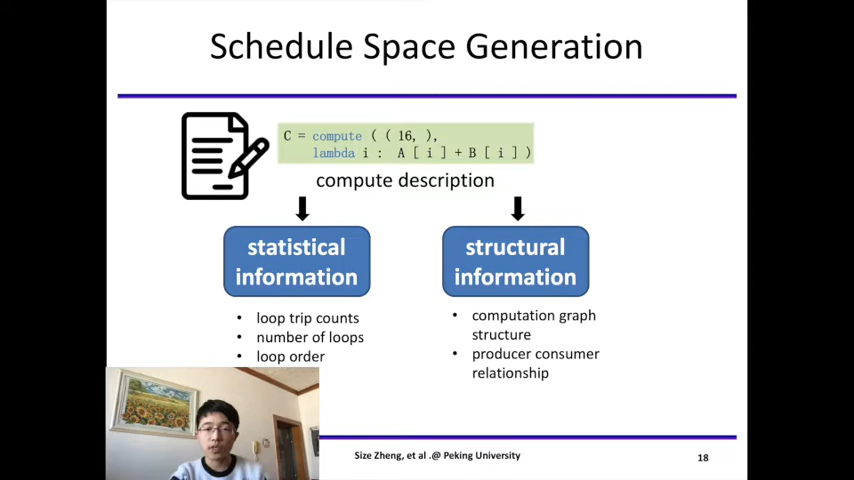 Schedule Space Generation
C = compute ( ( 16, ),
lambda i : A [ i ] + B [ i ] )
compute description
statistical
information
• loop trip counts
• number of loops
• loop order
structural
information
• computation graph
structure
• producer consumer
relationship
Size Zheng, et al .@ Peking University
18